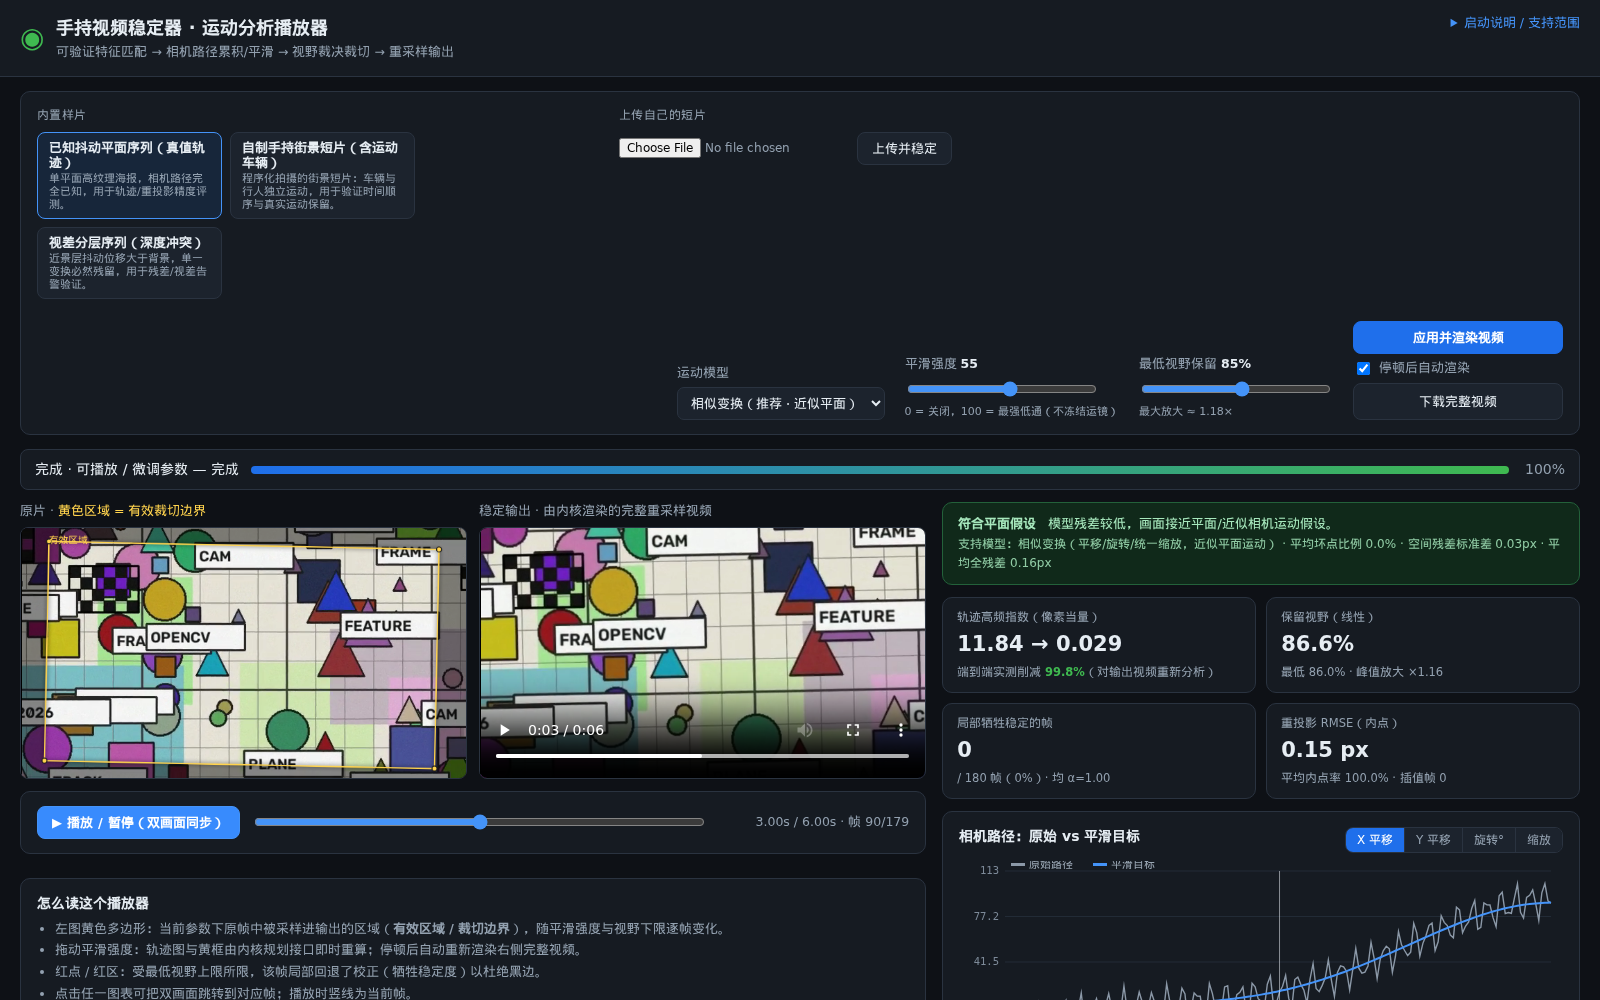 手持视频稳定器 · 运动分析播放器
可验证特征匹配 → 相机路径累积/平滑 → 视野裁决裁切 → 重采样输出
▶ 启动说明 / 支持范围
内置样片
已知抖动平面序列（真值轨
迹）
单平面高纹理海报，相机路径完
全已知，用于轨迹/重投影精度评
测。
自制手持街景短片（含运动
车辆）
程序化拍摄的街景短片：车辆与
行人独立运动，用于验证时间顺
序与真实运动保留。
视差分层序列（深度冲突）
近景层抖动位移大于背景，单一
变换必然残留，用于残差/视差告
警验证。
上传自己的短片
Choose File No file chosen
上传并稳定
运动模型
相似变换（推荐 · 近似平面）
平滑强度 55
0 = 关闭，100 = 最强低通（不冻结运镜）
最低视野保留 85%
最大放大 ≈ 1.18×
应用并渲染视频
停顿后自动渲染
下载完整视频
完成 · 可播放 / 微调参数 — 完成
100%
原片 · 黄色区域 = 有效裁切边界
有效区域
CAM
FRAME
E
FRA
OPENCV
FEATURE
2026
CAM
PLANE
TRACK
稳定输出 · 由内核渲染的完整重采样视频
CAM
FRAME
FEATURE
FRA
OPENCV
6
C
0:03 / 0:06
▶ 播放 / 暂停（双画面同步）
3.00s / 6.00s · 帧 90/179
怎么读这个播放器
• 左图黄色多边形：当前参数下原帧中被采样进输出的区域（有效区域 / 裁切边界），随平滑强度与视野下限逐帧变化。
• 拖动平滑强度：轨迹图与黄框由内核规划接口即时重算；停顿后自动重新渲染右侧完整视频。
• 红点 / 红区：受最低视野上限所限，该帧局部回退了校正（牺牲稳定度）以杜绝黑边。
• 点击任一图表可把双画面跳转到对应帧；播放时竖线为当前帧。
符合平面假设 模型残差较低，画面接近平面/近似相机运动假设。
支持模型：相似变换（平移/旋转/统一缩放，近似平面运动） · 平均坏点比例 0.0% · 空间残差标准差 0.03px · 平
均全残差 0.16px
轨迹高频指数（像素当量）
11.84 → 0.029
端到端实测削减 99.8%（对输出视频重新分析）
保留视野（线性）
86.6%
最低 86.0% · 峰值放大 ×1.16
局部牺牲稳定的帧
0
/ 180 帧（0%） · 均 α=1.00
重投影 RMSE（内点）
0.15 px
平均内点率 100.0% · 插值帧 0
相机路径：原始 vs 平滑目标
X 平移
Y 平移
旋转°
缩放
原始路径
平滑目标
113
77.2
41.5